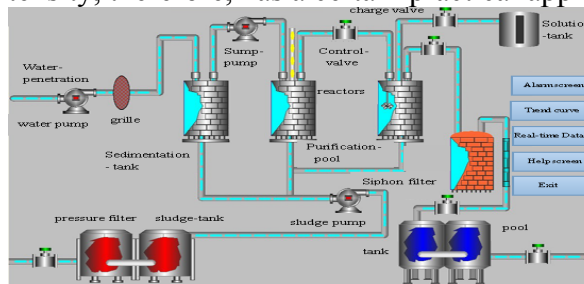 charge valve
Solution
-tank
Sump-
pump
Control-
valve
Water-
penetration
Alarmscreen
reactors
Trend curve
water pump
grille
Real-time Data
Purification-
pool
Sedimentation
-tank
Help screen
Siphon filter
Exit
pressure filter
sludge-tank
sludge pump
pool
tank